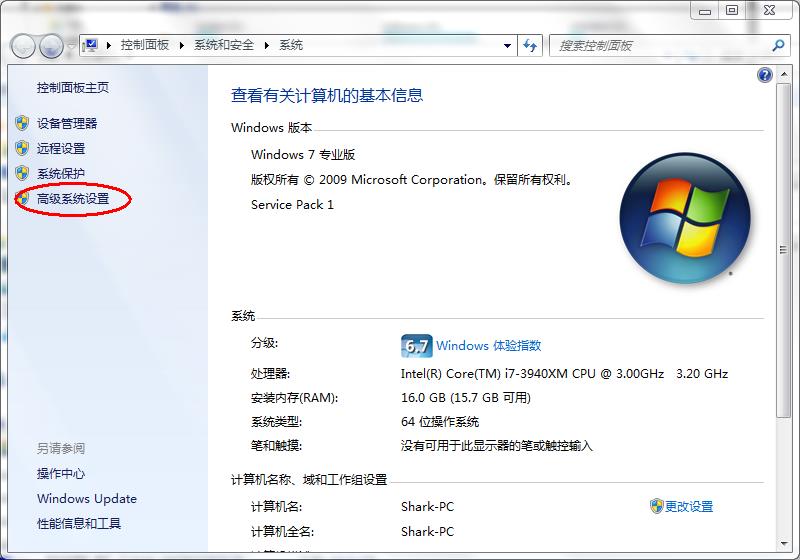 控制面板 ▸ 系统和安全 ▸ 系统
搜索控制面板
控制面板主页
设备管理器
远程设置
系统保护
高级系统设置
另请参阅
操作中心
Windows Update
性能信息和工具
查看有关计算机的基本信息
Windows 版本
Windows 7 专业版
版权所有 © 2009 Microsoft Corporation。保留所有权利。
Service Pack 1
系统
分级: 6.7 Windows 体验指数
处理器: Intel(R) Core(TM) i7-3940XM CPU @ 3.00GHz 3.20 GHz
安装内存(RAM): 16.0 GB (15.7 GB 可用)
系统类型: 64 位操作系统
笔和触摸: 没有可用于此显示器的笔或触控输入
计算机名称、域和工作组设置
计算机名: Shark-PC 更改设置
计算机全名: Shark-PC